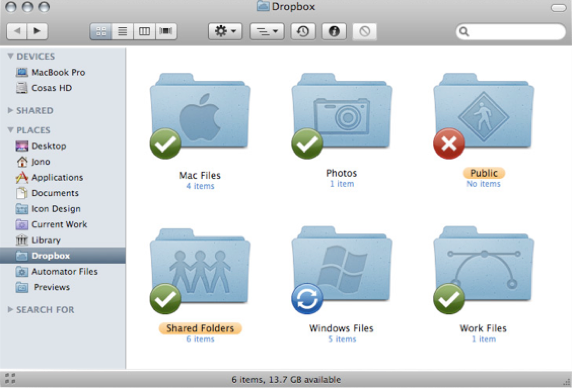 Dropbox
DEVICES
MacBook Pro
Cosas HD
SHARED
PLACES
Desktop
Jono
Applications
Documents
Icon Design
Current Work
Library
Dropbox
Automator Files
Previews
SEARCH FOR
Mac Files
4 items
Photos
1 item
Public
No items
Shared Folders
6 items
Windows Files
5 items
Work Files
1 item
6 items, 13.7 GB available